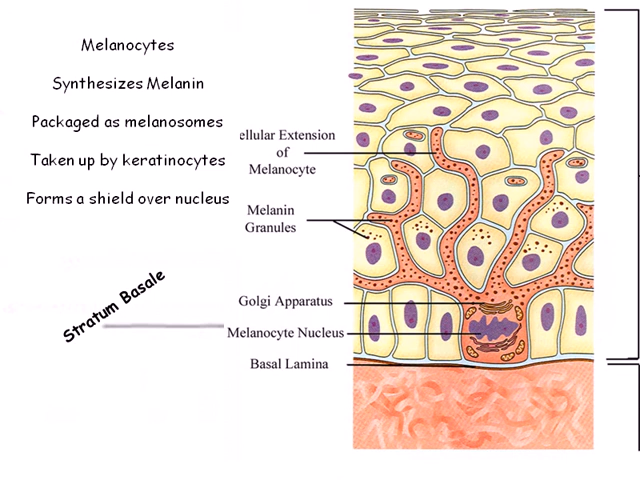 Melanocytes
Synthesizes Melanin
Packaged as melanosomes
Taken up by keratinocytes
Forms a shield over nucleus
Stratum Basale
ellular Extension
of
Melanocyte
Melanin
Granules
Golgi Apparatus
Melanocyte Nucleus
Basal Lamina